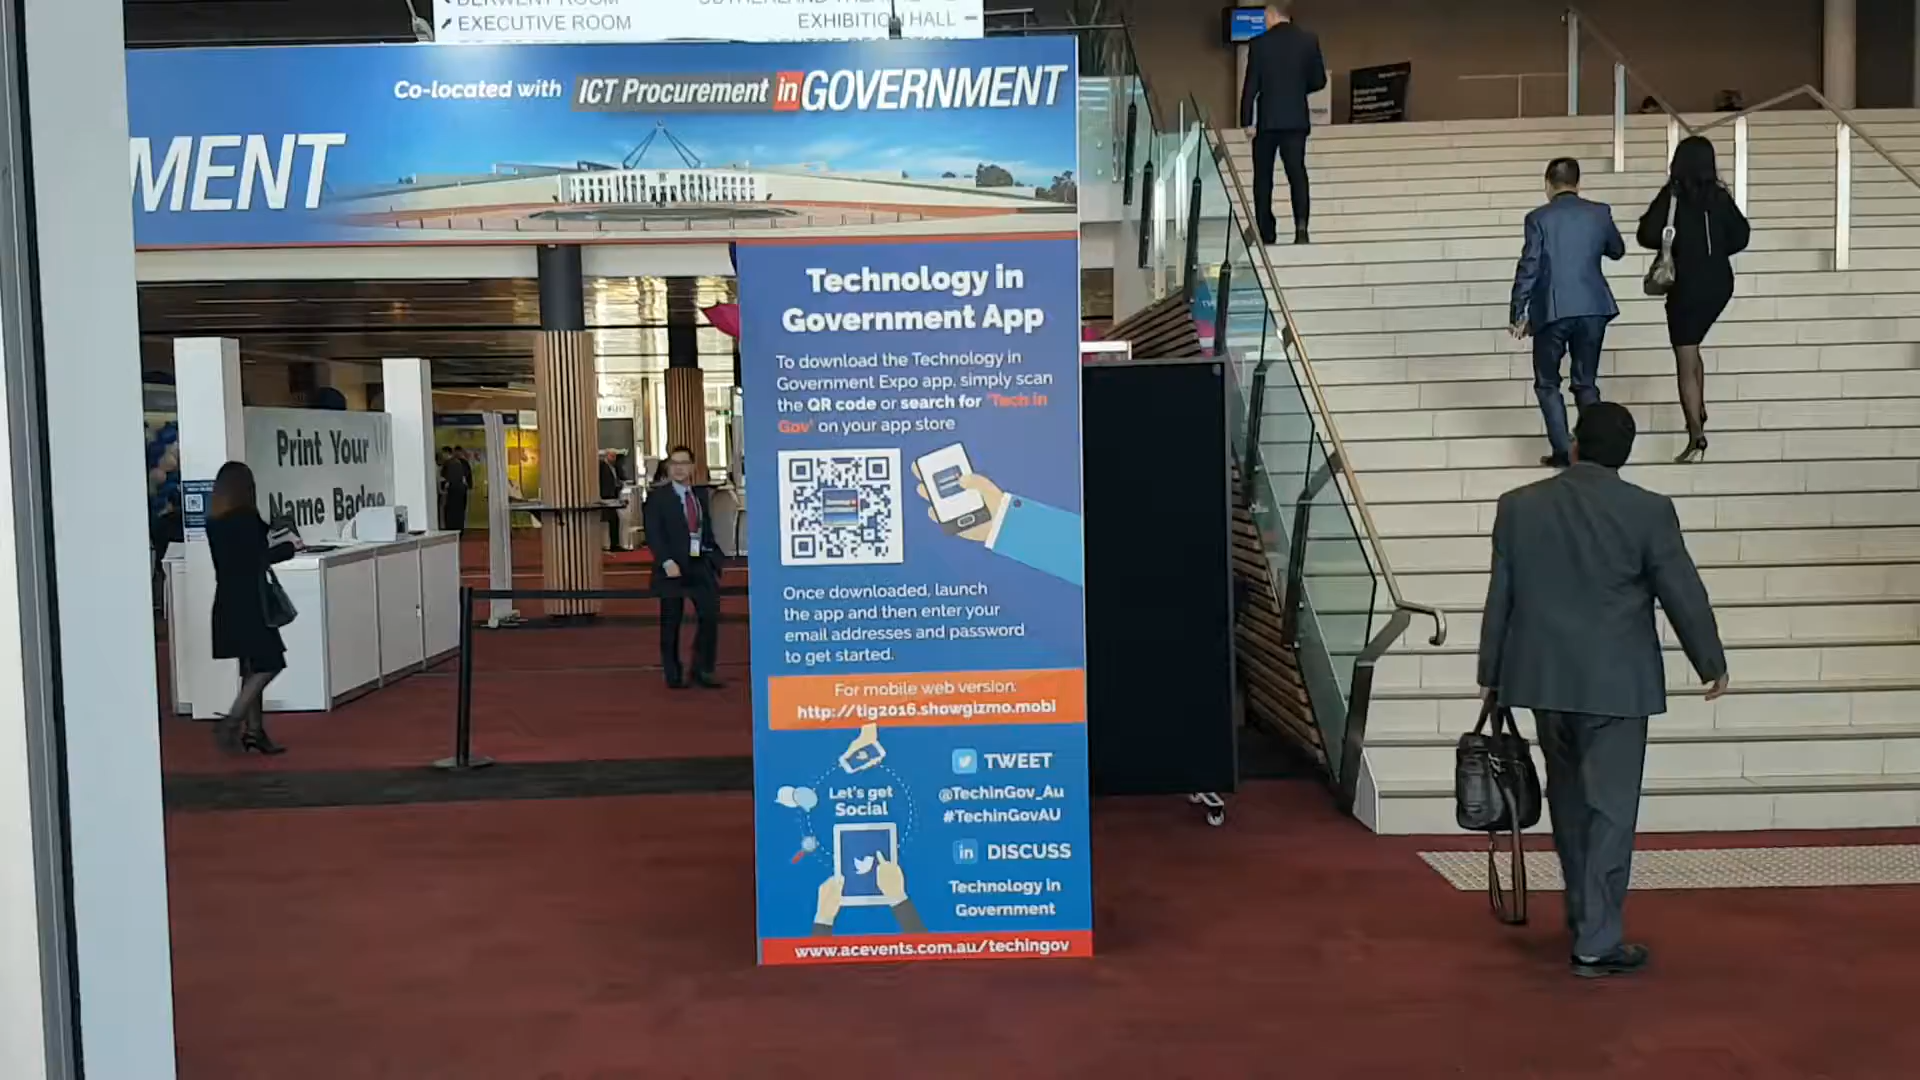 EXECUTIVE ROOM
EXHIBITION HALL
Co-located with ICT Procurement in GOVERNMENT
MENT
Technology in
Government App
To download the Technology in
Government Expo app, simply scan
the QR code or search for 'Tech in
Gov' on your app store
Once downloaded, launch
the app and then enter your
email addresses and password
to get started.
For mobile web version:
http://tig2016.showgizmo.mobi
Let's get
Social
TWEET
@TechinGov_Au
#TechinGovAU
in DISCUSS
Technology in
Government
www.acevents.com.au/techingov
Print Your
Name Badge